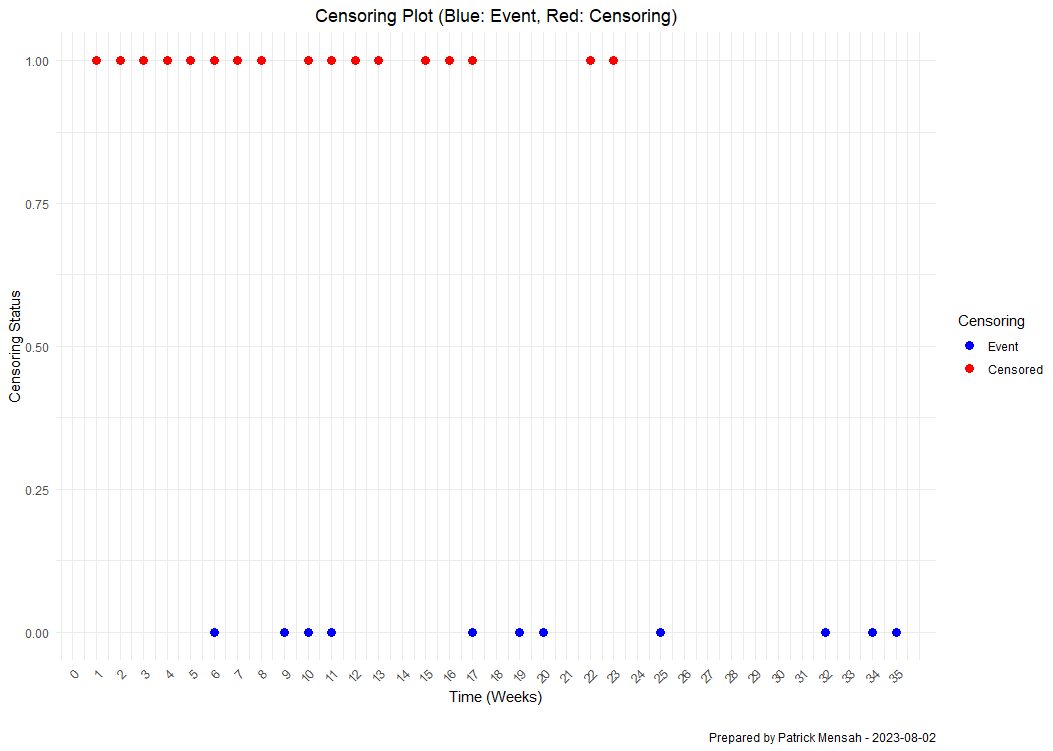 Censoring Plot (Blue: Event, Red: Censoring)
1.00
0.75
0.50
0.25
0.00
Censoring Status
0 1 2 3 4 5 6 7 8 9 10 11 12 13 14 15 16 17 18 19 20 21 22 23 24 25 26 27 28 29 30 31 32 33 34 35
Time (Weeks)
Censoring
Event
Censored
Prepared by Patrick Mensah - 2023-08-02